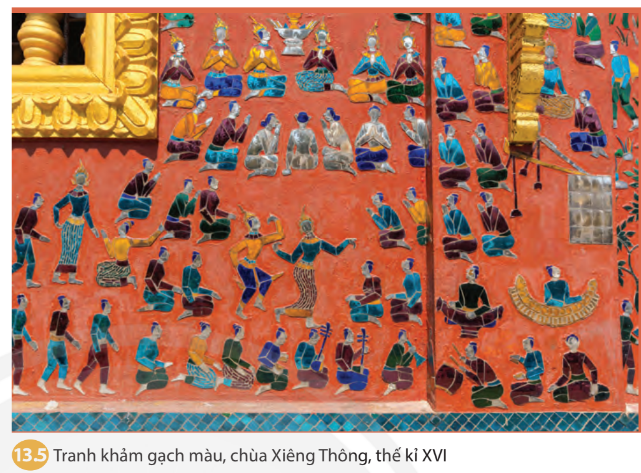 13.5 Tranh khảm gạch màu, chùa Xiêng Thông, thế kỉ XVI